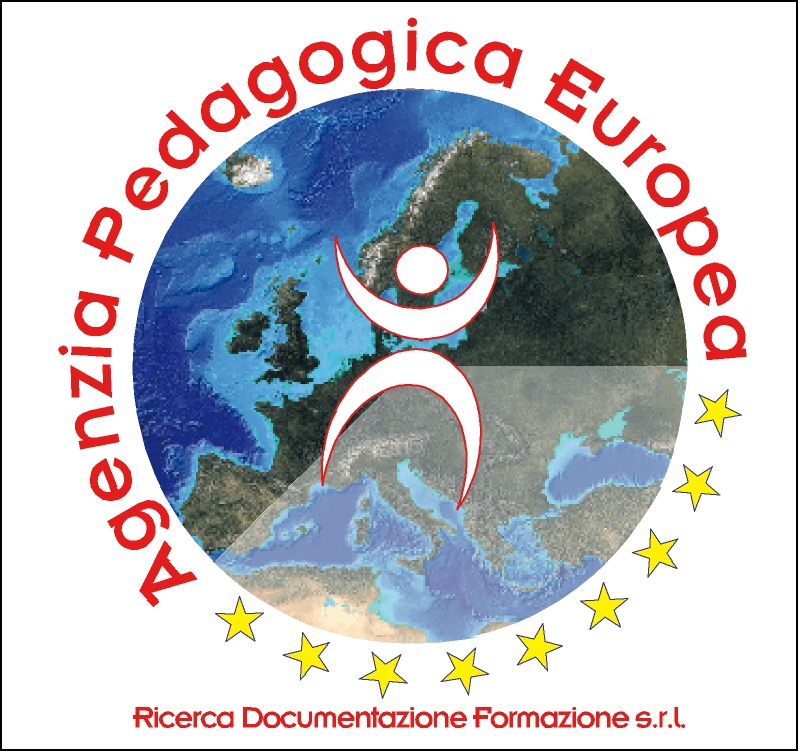 Agenzia Pedagogica Europea
Ricerca Documentazione Formazione s.r.l.